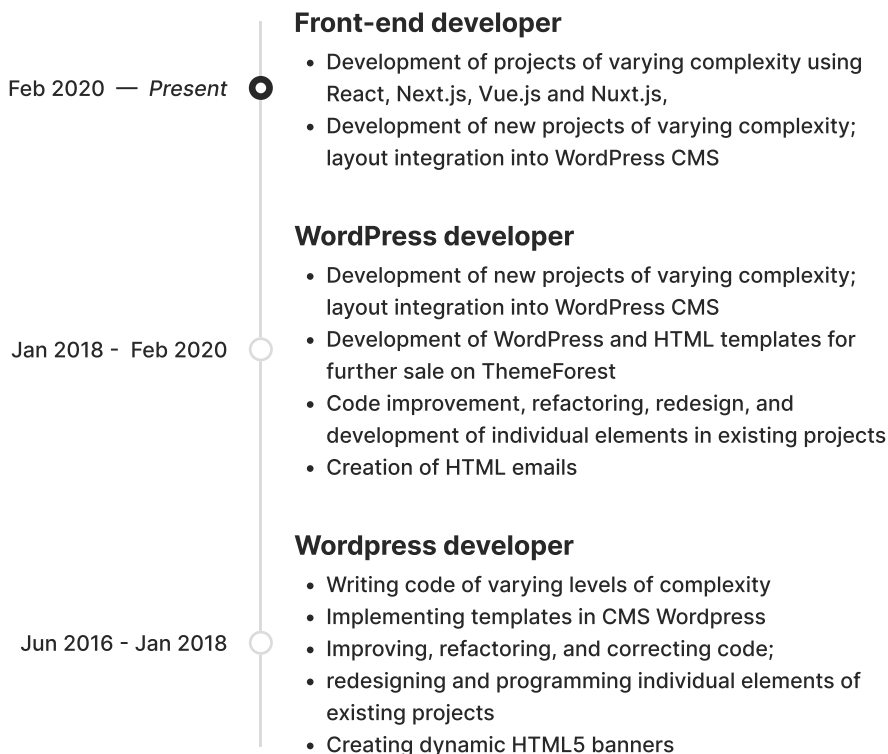 Front-end developer
Feb 2020 — Present
• Development of projects of varying complexity using
React, Next.js, Vue.js and Nuxt.js,
• Development of new projects of varying complexity;
layout integration into WordPress CMS
WordPress developer
Jan 2018 - Feb 2020
• Development of new projects of varying complexity;
layout integration into WordPress CMS
• Development of WordPress and HTML templates for
further sale on ThemeForest
• Code improvement, refactoring, redesign, and
development of individual elements in existing projects
• Creation of HTML emails
Wordpress developer
Jun 2016 - Jan 2018
• Writing code of varying levels of complexity
• Implementing templates in CMS Wordpress
• Improving, refactoring, and correcting code;
• redesigning and programming individual elements of
existing projects
• Creating dynamic HTML5 banners